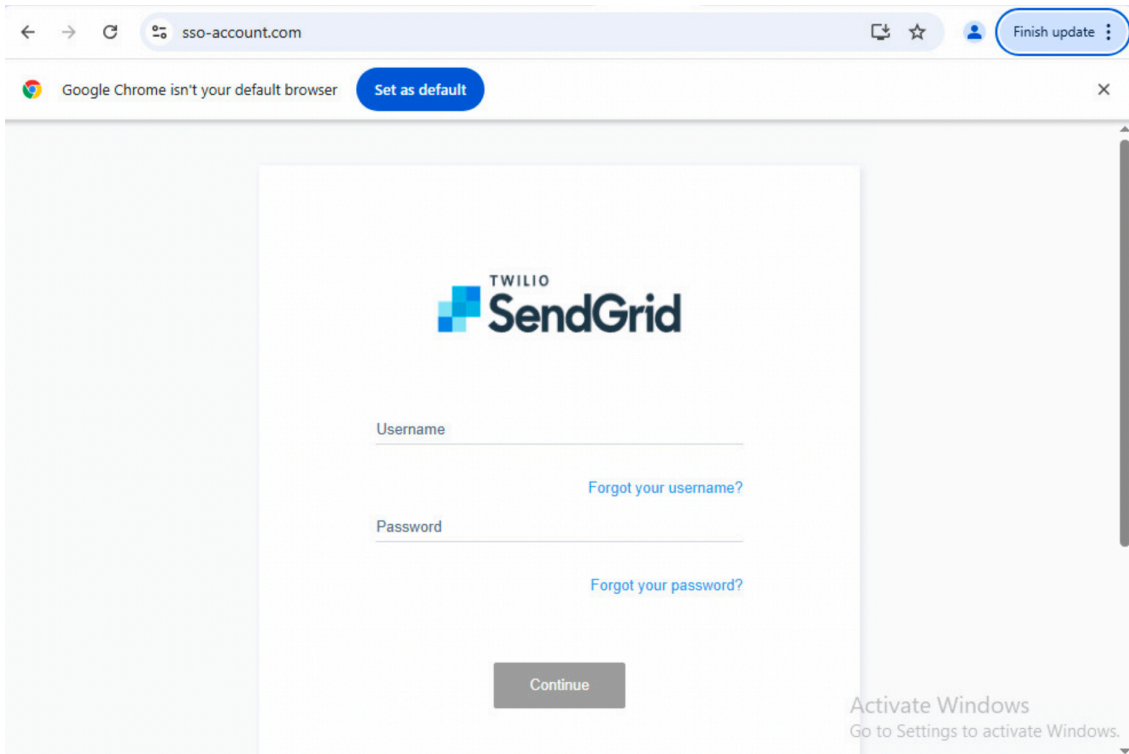 sso-account.com
Finish update
Google Chrome isn't your default browser
Set as default
TWILIO
SendGrid
Username
Forgot your username?
Password
Forgot your password?
Continue
Activate Windows
Go to Settings to activate Windows.